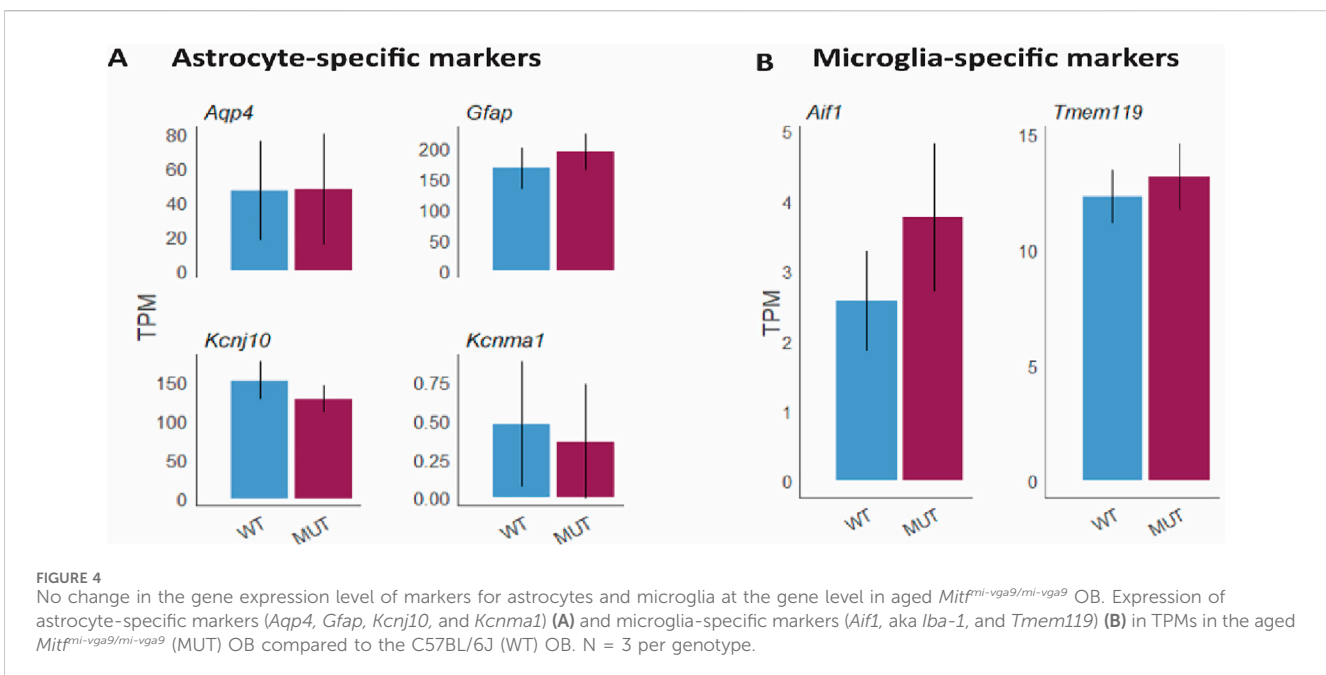 A Astrocyte-specific markers
Aqp4
80
60
40
20
0
Gfap
200
150
100
50
0
TPM
Kcnj10
150
100
50
0
WT MUT
Kcnma1
0.75
0.50
0.25
0.00
WT MUT
B Microglia-specific markers
Aif1
5
4
3
2
1
0
TPM
WT MUT
Tmem119
15
10
5
0
WT MUT
FIGURE 4
No change in the gene expression level of markers for astrocytes and microglia at the gene level in aged Mitfmi-vga9/mi-vga9 OB. Expression of
astrocyte-specific markers (Aqp4, Gfap, Kcnj10, and Kcnma1) (A) and microglia-specific markers (Aif1, aka Iba-1, and Tmem119) (B) in TPMs in the aged
Mitfmi-vga9/mi-vga9 (MUT) OB compared to the C57BL/6J (WT) OB. N = 3 per genotype.